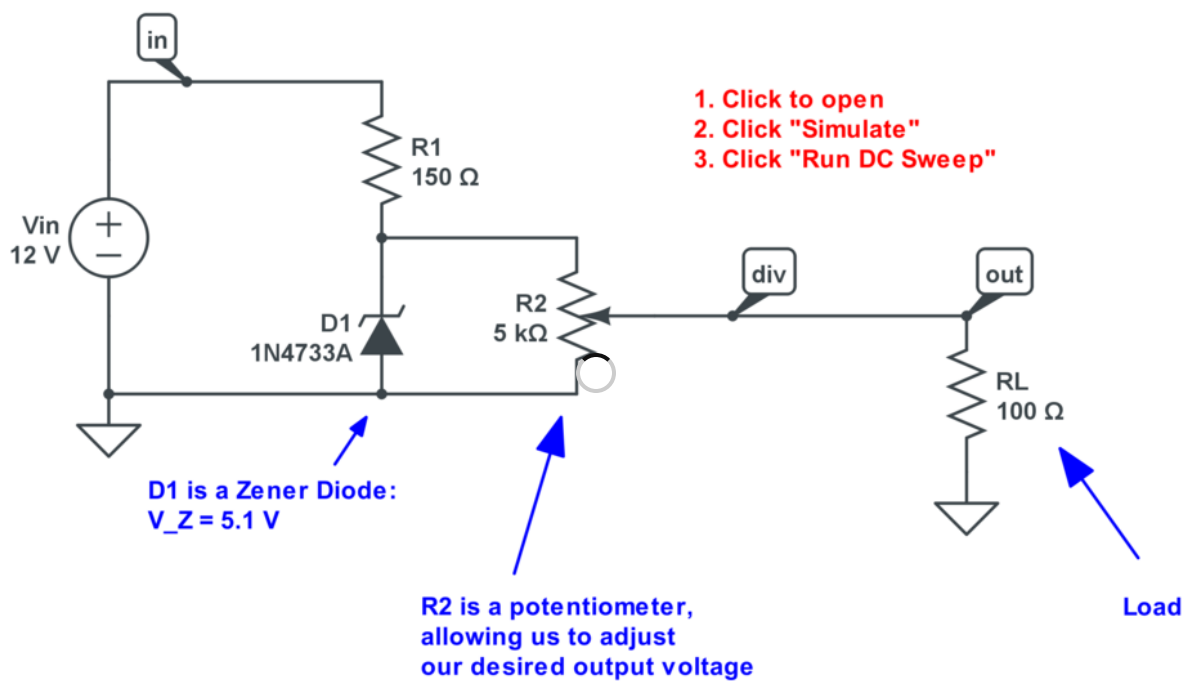 in
1. Click to open
2. Click "Simulate"
3. Click "Run DC Sweep"
R1
150 Ω
Vin
12 V
+
−
div
out
R2
5 kΩ
D1
1N4733A
RL
100 Ω
D1 is a Zener Diode:
V_Z = 5.1 V
R2 is a potentiometer,
allowing us to adjust
our desired output voltage
Load